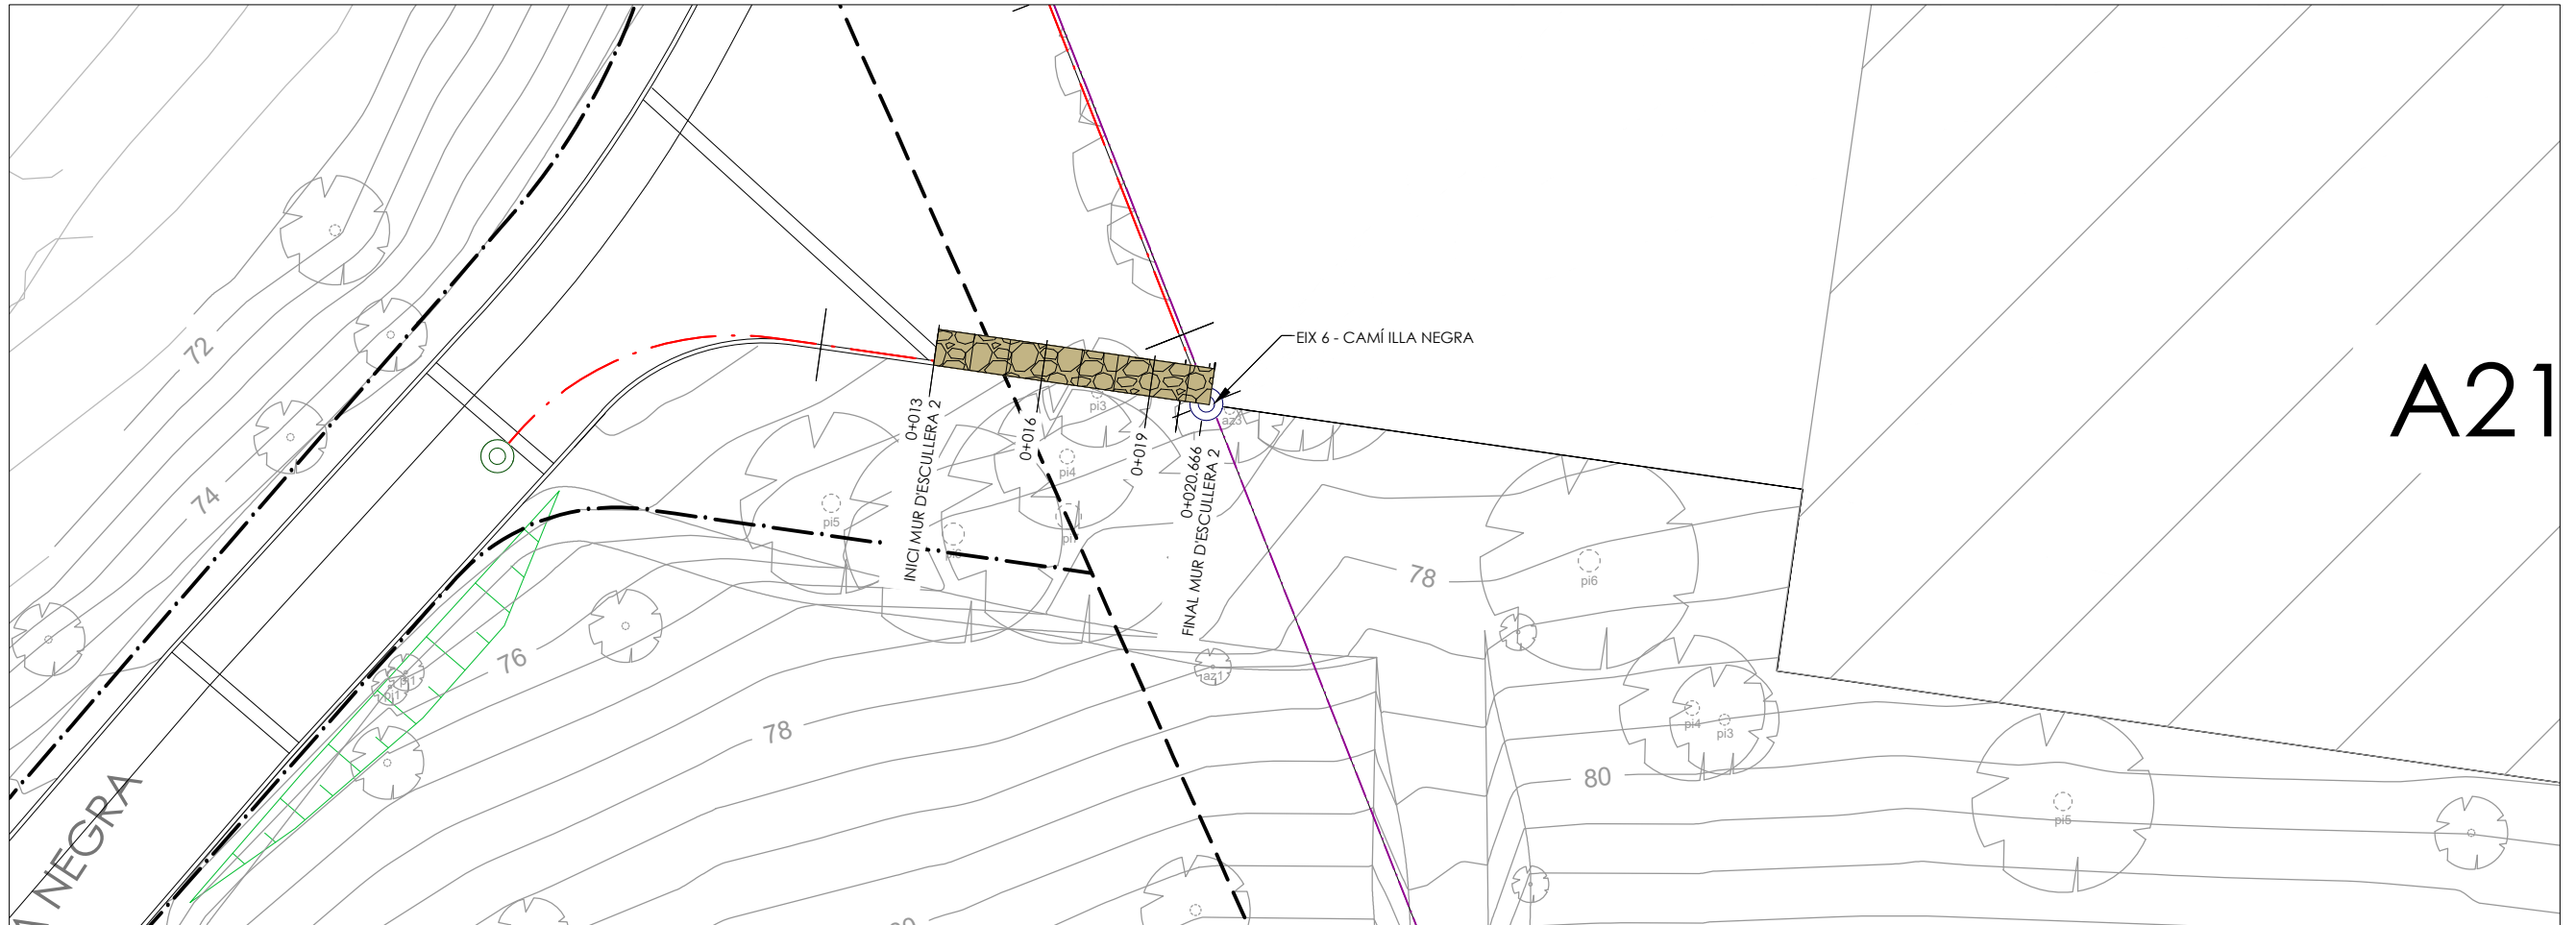 72
74
76
78
78
80
A21
EIX 6 - CAMÍ ILLA NEGRA
0+013
INICI MUR D'ESCULLERA 2
0+016
0+019
0+020.666
FINAL MUR D'ESCULLERA 2
pi3
az3
pi4
pi5
pi6
az1
pi1
pi4
pi3
pi5
NEGRA